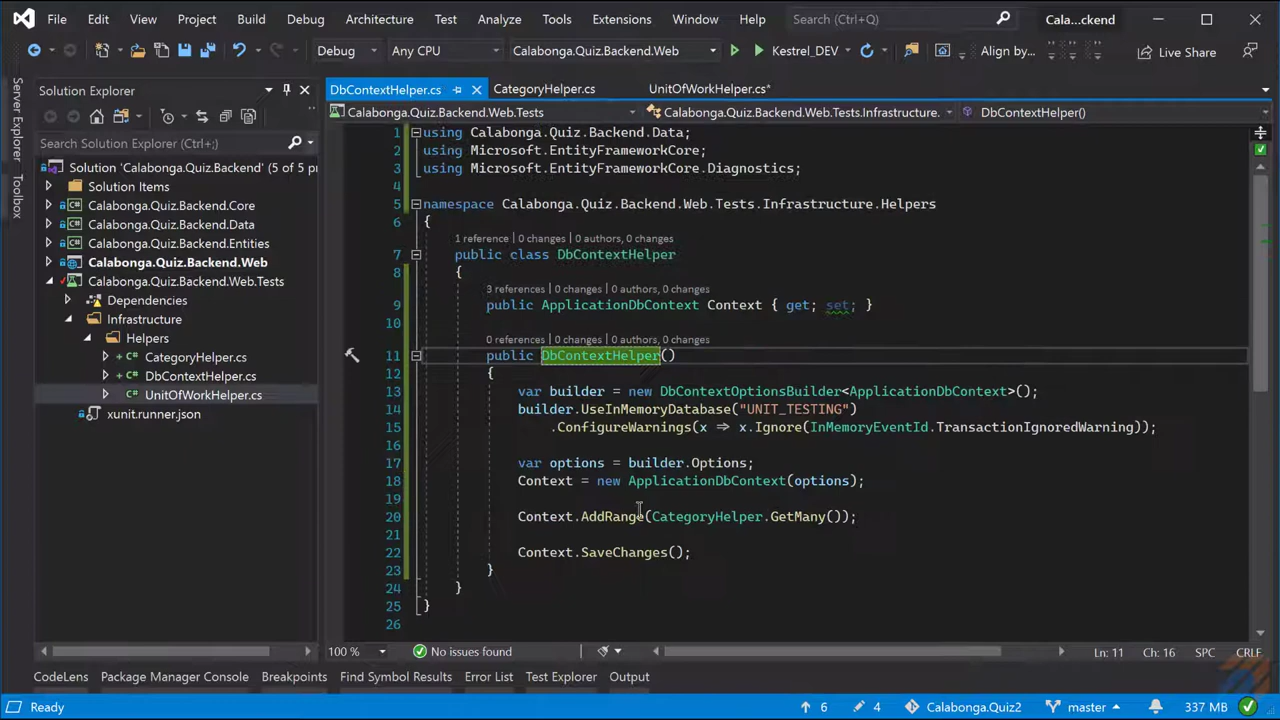 File Edit View Project Build Debug Architecture Test Analyze Tools Extensions Window Help Search (Ctrl+Q) Cala...ckend
Debug Any CPU Calabonga.Quiz.Backend.Web Kestrel_DEV Align by... Live Share
Server Explorer
Toolbox
Solution Explorer
Search Solution Explorer (Ctrl+;)
Solution 'Calabonga.Quiz.Backend' (5 of 5 pr
Solution Items
Calabonga.Quiz.Backend.Core
Calabonga.Quiz.Backend.Data
Calabonga.Quiz.Backend.Entities
Calabonga.Quiz.Backend.Web
Calabonga.Quiz.Backend.Web.Tests
Dependencies
Infrastructure
Helpers
CategoryHelper.cs
DbContextHelper.cs
UnitOfWorkHelper.cs
xunit.runner.json
DbContextHelper.cs CategoryHelper.cs UnitOfWorkHelper.cs*
Calabonga.Quiz.Backend.Web.Tests Calabonga.Quiz.Backend.Web.Tests.Infrastructure. DbContextHelper()
1 using Calabonga.Quiz.Backend.Data;
2 using Microsoft.EntityFrameworkCore;
3 using Microsoft.EntityFrameworkCore.Diagnostics;
4
5 namespace Calabonga.Quiz.Backend.Web.Tests.Infrastructure.Helpers
6 {
1 reference | 0 changes | 0 authors, 0 changes
7 public class DbContextHelper
8 {
3 references | 0 changes | 0 authors, 0 changes
9 public ApplicationDbContext Context { get; set; }
10
0 references | 0 changes | 0 authors, 0 changes
11 public DbContextHelper()
12 {
13 var builder = new DbContextOptionsBuilder<ApplicationDbContext>();
14 builder.UseInMemoryDatabase("UNIT_TESTING")
15 .ConfigureWarnings(x => x.Ignore(InMemoryEventId.TransactionIgnoredWarning));
16
17 var options = builder.Options;
18 Context = new ApplicationDbContext(options);
19
20 Context.AddRange(CategoryHelper.GetMany());
21
22 Context.SaveChanges();
23 }
24 }
25 }
26
100 % No issues found Ln: 11 Ch: 16 SPC CRLF
CodeLens Package Manager Console Breakpoints Find Symbol Results Error List Test Explorer Output
Ready 6 4 Calabonga.Quiz2 master 337 MB